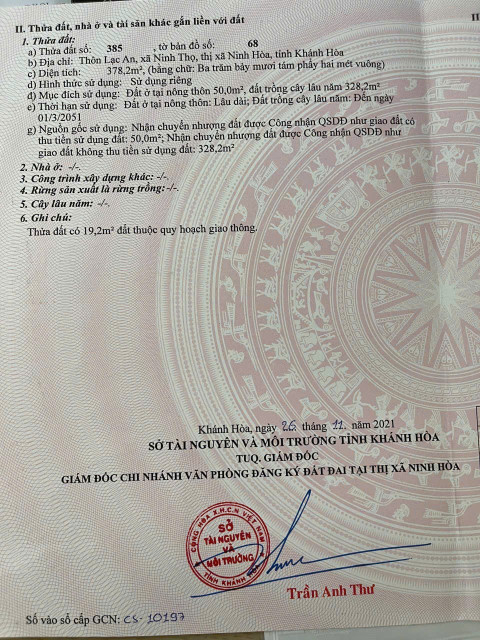 II. Thửa đất, nhà ở và tài sản khác gắn liền với đất
1. Thửa đất:
a) Thửa đất số: 385 , tờ bản đồ số: 68
b) Địa chỉ: Thôn Lạc An, xã Ninh Thọ, thị xã Ninh Hòa, tỉnh Khánh Hòa
c) Diện tích: 378,2m², (bằng chữ: Ba trăm bảy mươi tám phẩy hai mét vuông)
d) Hình thức sử dụng: Sử dụng riêng
đ) Mục đích sử dụng: Đất ở tại nông thôn 50,0m², đất trồng cây lâu năm 328,2m²
e) Thời hạn sử dụng: Đất ở tại nông thôn: Lâu dài; Đất trồng cây lâu năm: Đến ngày
01/3/2051
g) Nguồn gốc sử dụng: Nhận chuyển nhượng đất được Công nhận QSDĐ như giao đất có
thu tiền sử dụng đất: 50,0m²; Nhận chuyển nhượng đất được Công nhận QSDĐ như
giao đất không thu tiền sử dụng đất: 328,2m²
2. Nhà ở: -/-.
3. Công trình xây dựng khác: -/-.
4. Rừng sản xuất là rừng trồng:-/-.
5. Cây lâu năm: -/-.
6. Ghi chú:
Thửa đất có 19,2m² đất thuộc quy hoạch giao thông.
Khánh Hòa, ngày 26 tháng 11 năm 2021
SỞ TÀI NGUYÊN VÀ MÔI TRƯỜNG TỈNH KHÁNH HÒA
TUQ. GIÁM ĐỐC
GIÁM ĐỐC CHI NHÁNH VĂN PHÒNG ĐĂNG KÝ ĐẤT ĐAI TẠI THỊ XÃ NINH HÒA
CỘNG HÒA X.H.C.N VIỆT NAM
SỞ
TÀI NGUYÊN
VÀ
MÔI TRƯỜNG
TỈNH KHÁNH HÒA
Trần Anh Thư
Số vào sổ cấp GCN: CS-10197